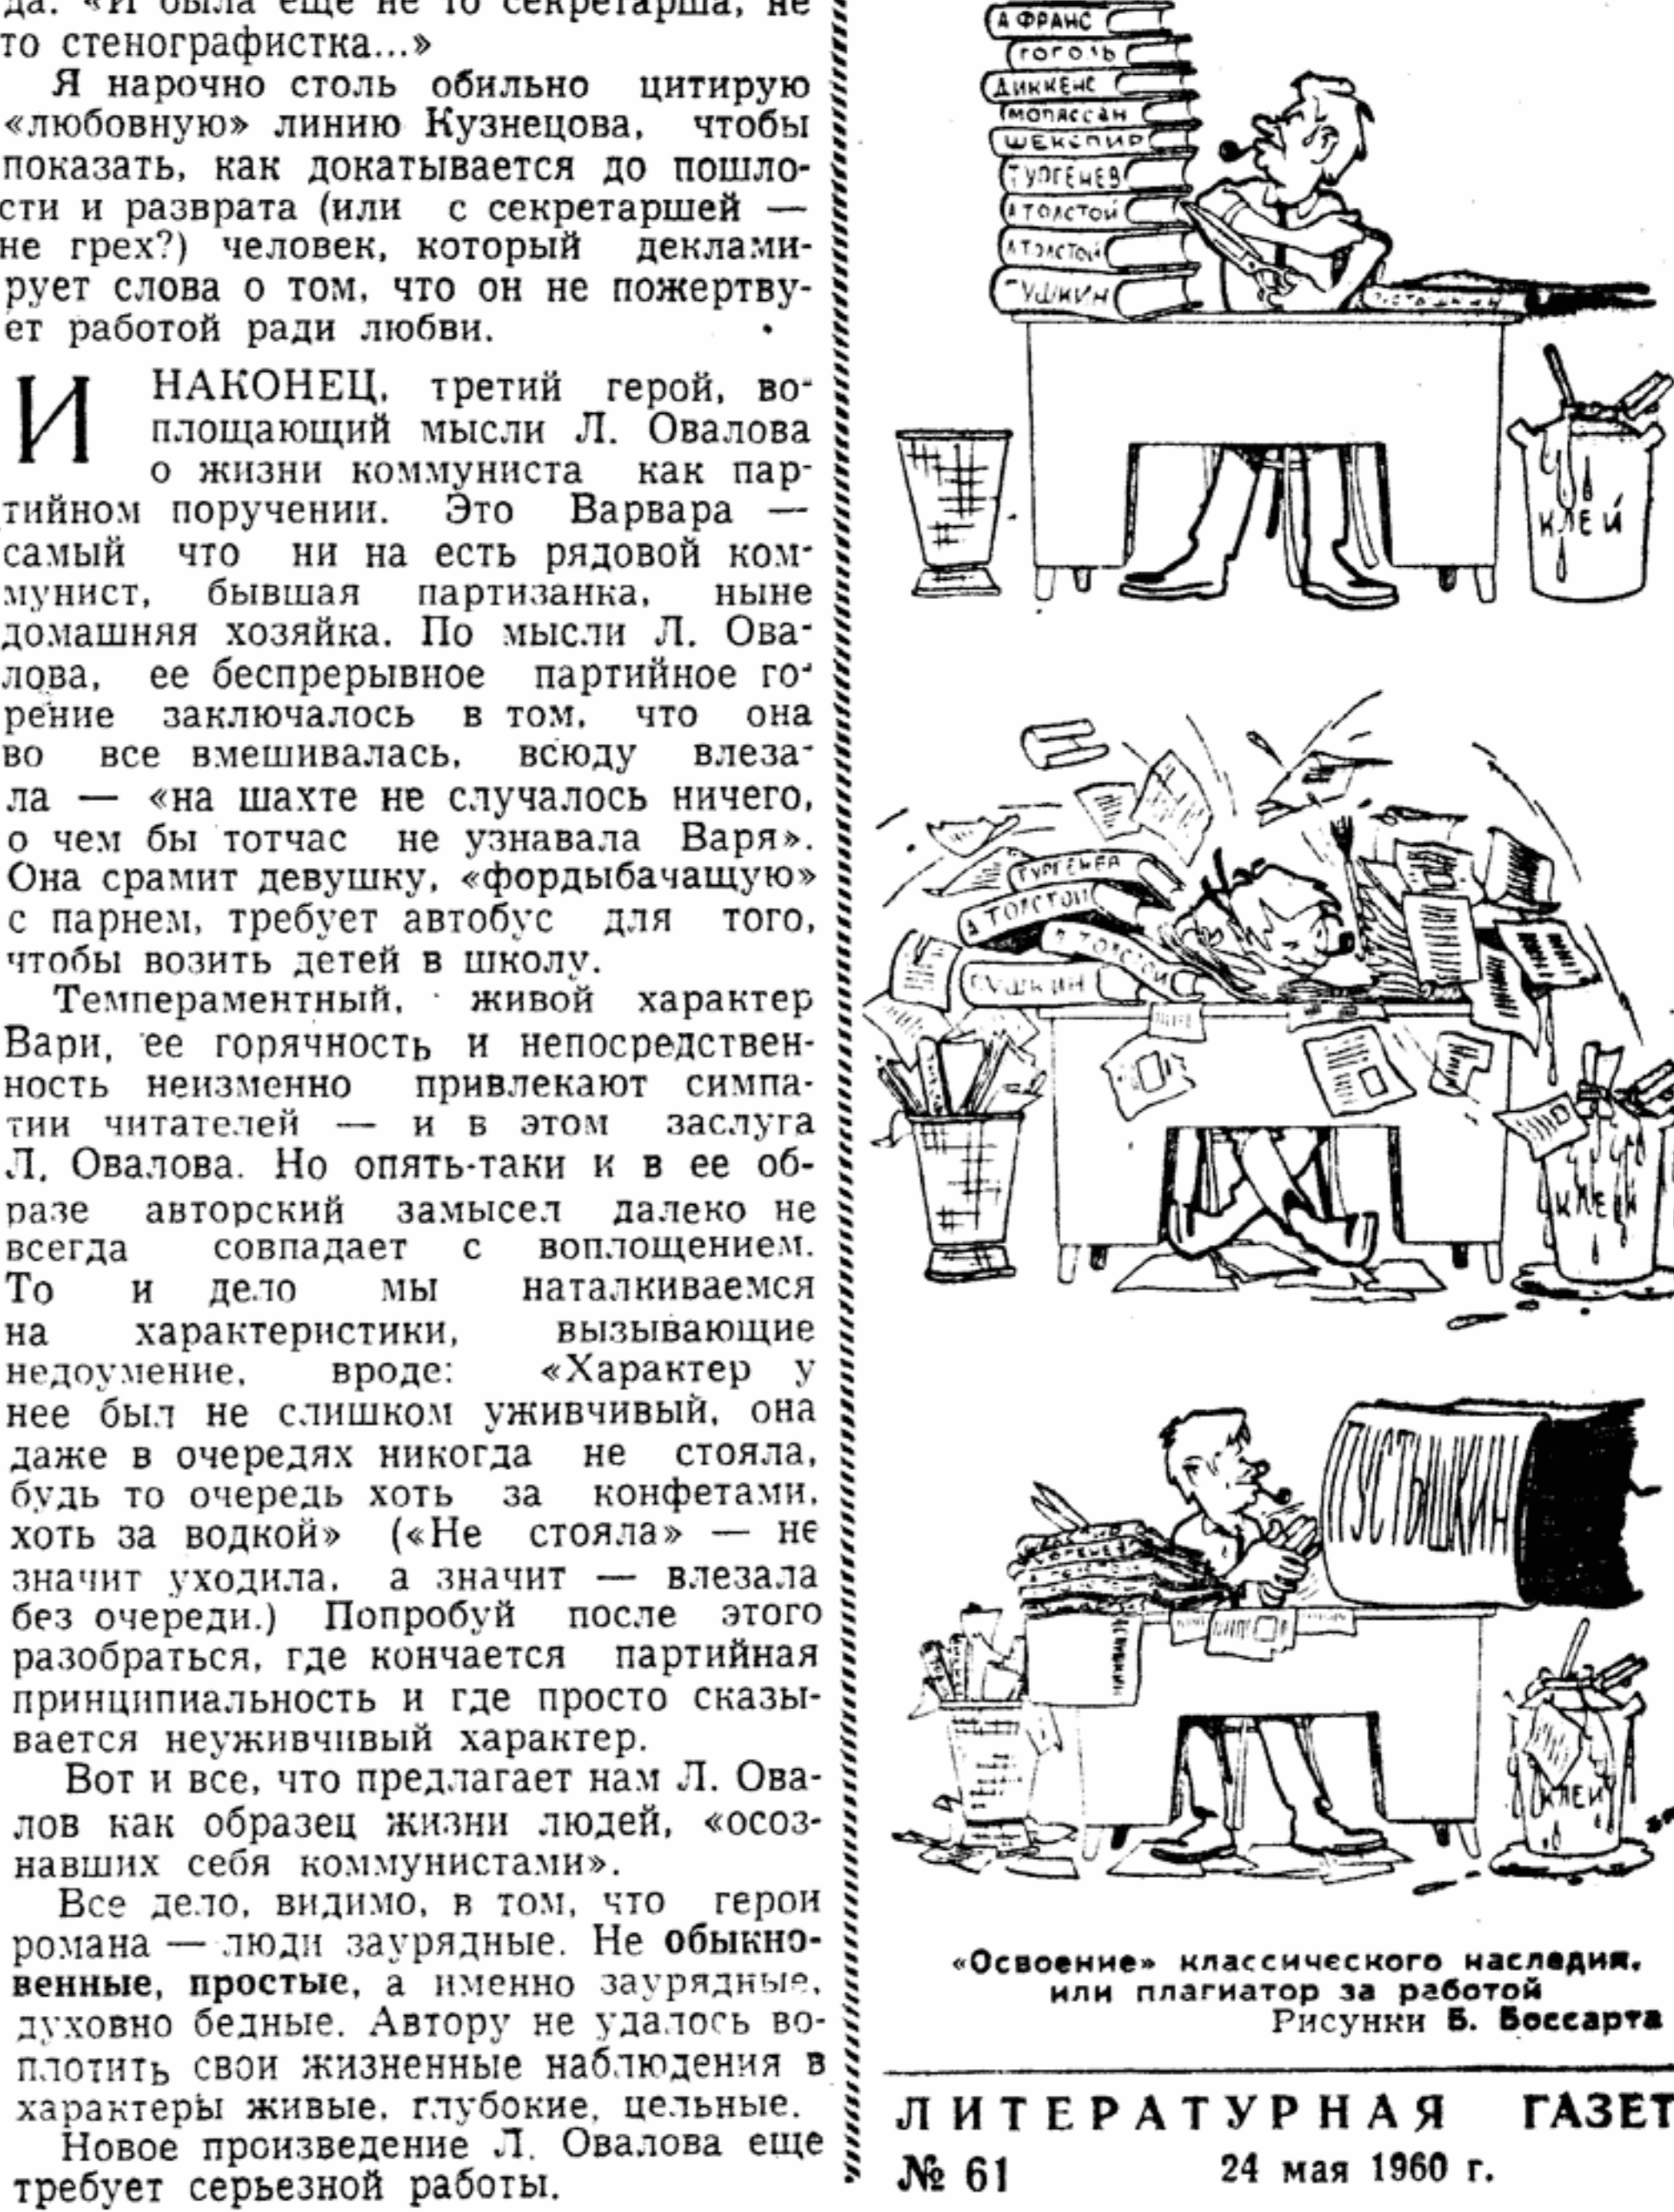 да. «И была еще не то секретарша, не
то стенографистка...»
Я нарочно столь обильно цитирую
«любовную» линию Кузнецова, чтобы
показать, как докатывается до пошло-
сти и разврата (или с секретаршей —
не грех?) человек, который деклами-
рует слова о том, что он не пожертву-
ет работой ради любви.
И НАКОНЕЦ, третий герой, во-
площающий мысли Л. Овалова
о жизни коммуниста как пар-
тийном поручении. Это Варвара —
самый что ни на есть рядовой ком-
мунист, бывшая партизанка, ныне
домашняя хозяйка. По мысли Л. Ова-
лова, ее беспрерывное партийное го-
рение заключалось в том, что она
во все вмешивалась, всюду влеза-
ла — «на шахте не случалось ничего,
о чем бы тотчас не узнавала Варя».
Она срамит девушку, «фордыбачащую»
с парнем, требует автобус для того,
чтобы возить детей в школу.
Темпераментный, живой характер
Вари, ее горячность и непосредствен-
ность неизменно привлекают симпа-
тии читателей — и в этом заслуга
Л. Овалова. Но опять-таки и в ее об-
разе авторский замысел далеко не
всегда совпадает с воплощением.
То и дело мы наталкиваемся
на характеристики, вызывающие
недоумение, вроде: «Характер у
нее был не слишком уживчивый, она
даже в очередях никогда не стояла,
будь то очередь хоть за конфетами,
хоть за водкой» («Не стояла» — не
значит уходила, а значит — влезала
без очереди.) Попробуй после этого
разобраться, где кончается партийная
принципиальность и где просто сказы-
вается неуживчивый характер.
Вот и все, что предлагает нам Л. Ова-
лов как образец жизни людей, «осоз-
навших себя коммунистами».
Все дело, видимо, в том, что герои
романа — люди заурядные. Не обыкно-
венные, простые, а именно заурядные,
духовно бедные. Автору не удалось во-
плотить свои жизненные наблюдения в
характеры живые, глубокие, цельные.
Новое произведение Л. Овалова еще
требует серьезной работы.
А ФРАНС
ГОГОЛЬ
ДИККЕНС
МОПАССАН
ШЕКСПИР
ТУРГЕНЕВ
А ТОЛСТОЙ
Л ТОЛСТОЙ
ПУШКИН
КЛЕЙ
ТУРГЕНЕВ
А ТОЛСТОЙ
Л ТОЛСТОЙ
ПУШКИН
КЛЕЙ
ПУСТЫШКИН
КЛЕЙ
«Освоение» классического наследия,
или плагиатор за работой
Рисунки Б. Боссарта
ЛИТЕРАТУРНАЯ ГАЗЕТ
№ 61 24 мая 1960 г.